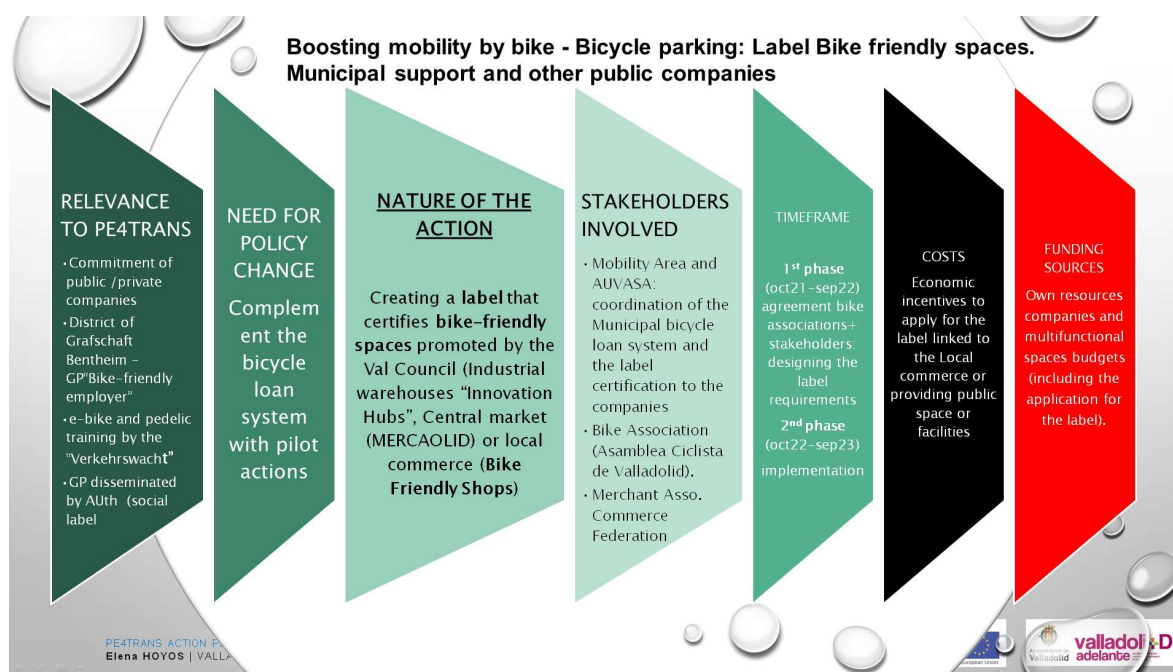 Boosting mobility by bike - Bicycle parking: Label Bike friendly spaces.
Municipal support and other public companies
RELEVANCE
TO PE4TRANS
•Commitment of
public /private
companies
•District of
Grafschaft
Bentheim –
GP"Bike-friendly
employer"
•e-bike and pedelic
training by the
"Verkehrswacht"
•GP disseminated
by AUth (social
label
NEED FOR
POLICY
CHANGE
Complem
ent the
bicycle
loan
system
with pilot
actions
NATURE OF THE
ACTION
Creating a label that
certifies bike-friendly
spaces promoted by the
Val Council (Industrial
warehouses "Innovation
Hubs", Central market
(MERCAOLID) or local
commerce (Bike
Friendly Shops)
STAKEHOLDERS
INVOLVED
• Mobility Area and
AUVASA:
coordination of the
Municipal bicycle
loan system and
the label
certification to the
companies
• Bike Association
(Asamblea Ciclista
de Valladolid).
• Merchant Asso.
Commerce
Federation
TIMEFRAME
1st phase
(oct21-sep22)
agreement bike
associations+
stakeholders:
designing the
label
requirements
2nd phase
(oct22-sep23)
implementation
COSTS
Economic
incentives to
apply for the
label linked to
the Local
commerce or
providing public
space or
facilities
FUNDING
SOURCES
Own resources
companies and
multifunctional
spaces budgets
(including the
application for
the label).
PE4TRANS ACTION
Elena HOYOS | VALLA
European Union
Valladolid
valladoli+D
adelante